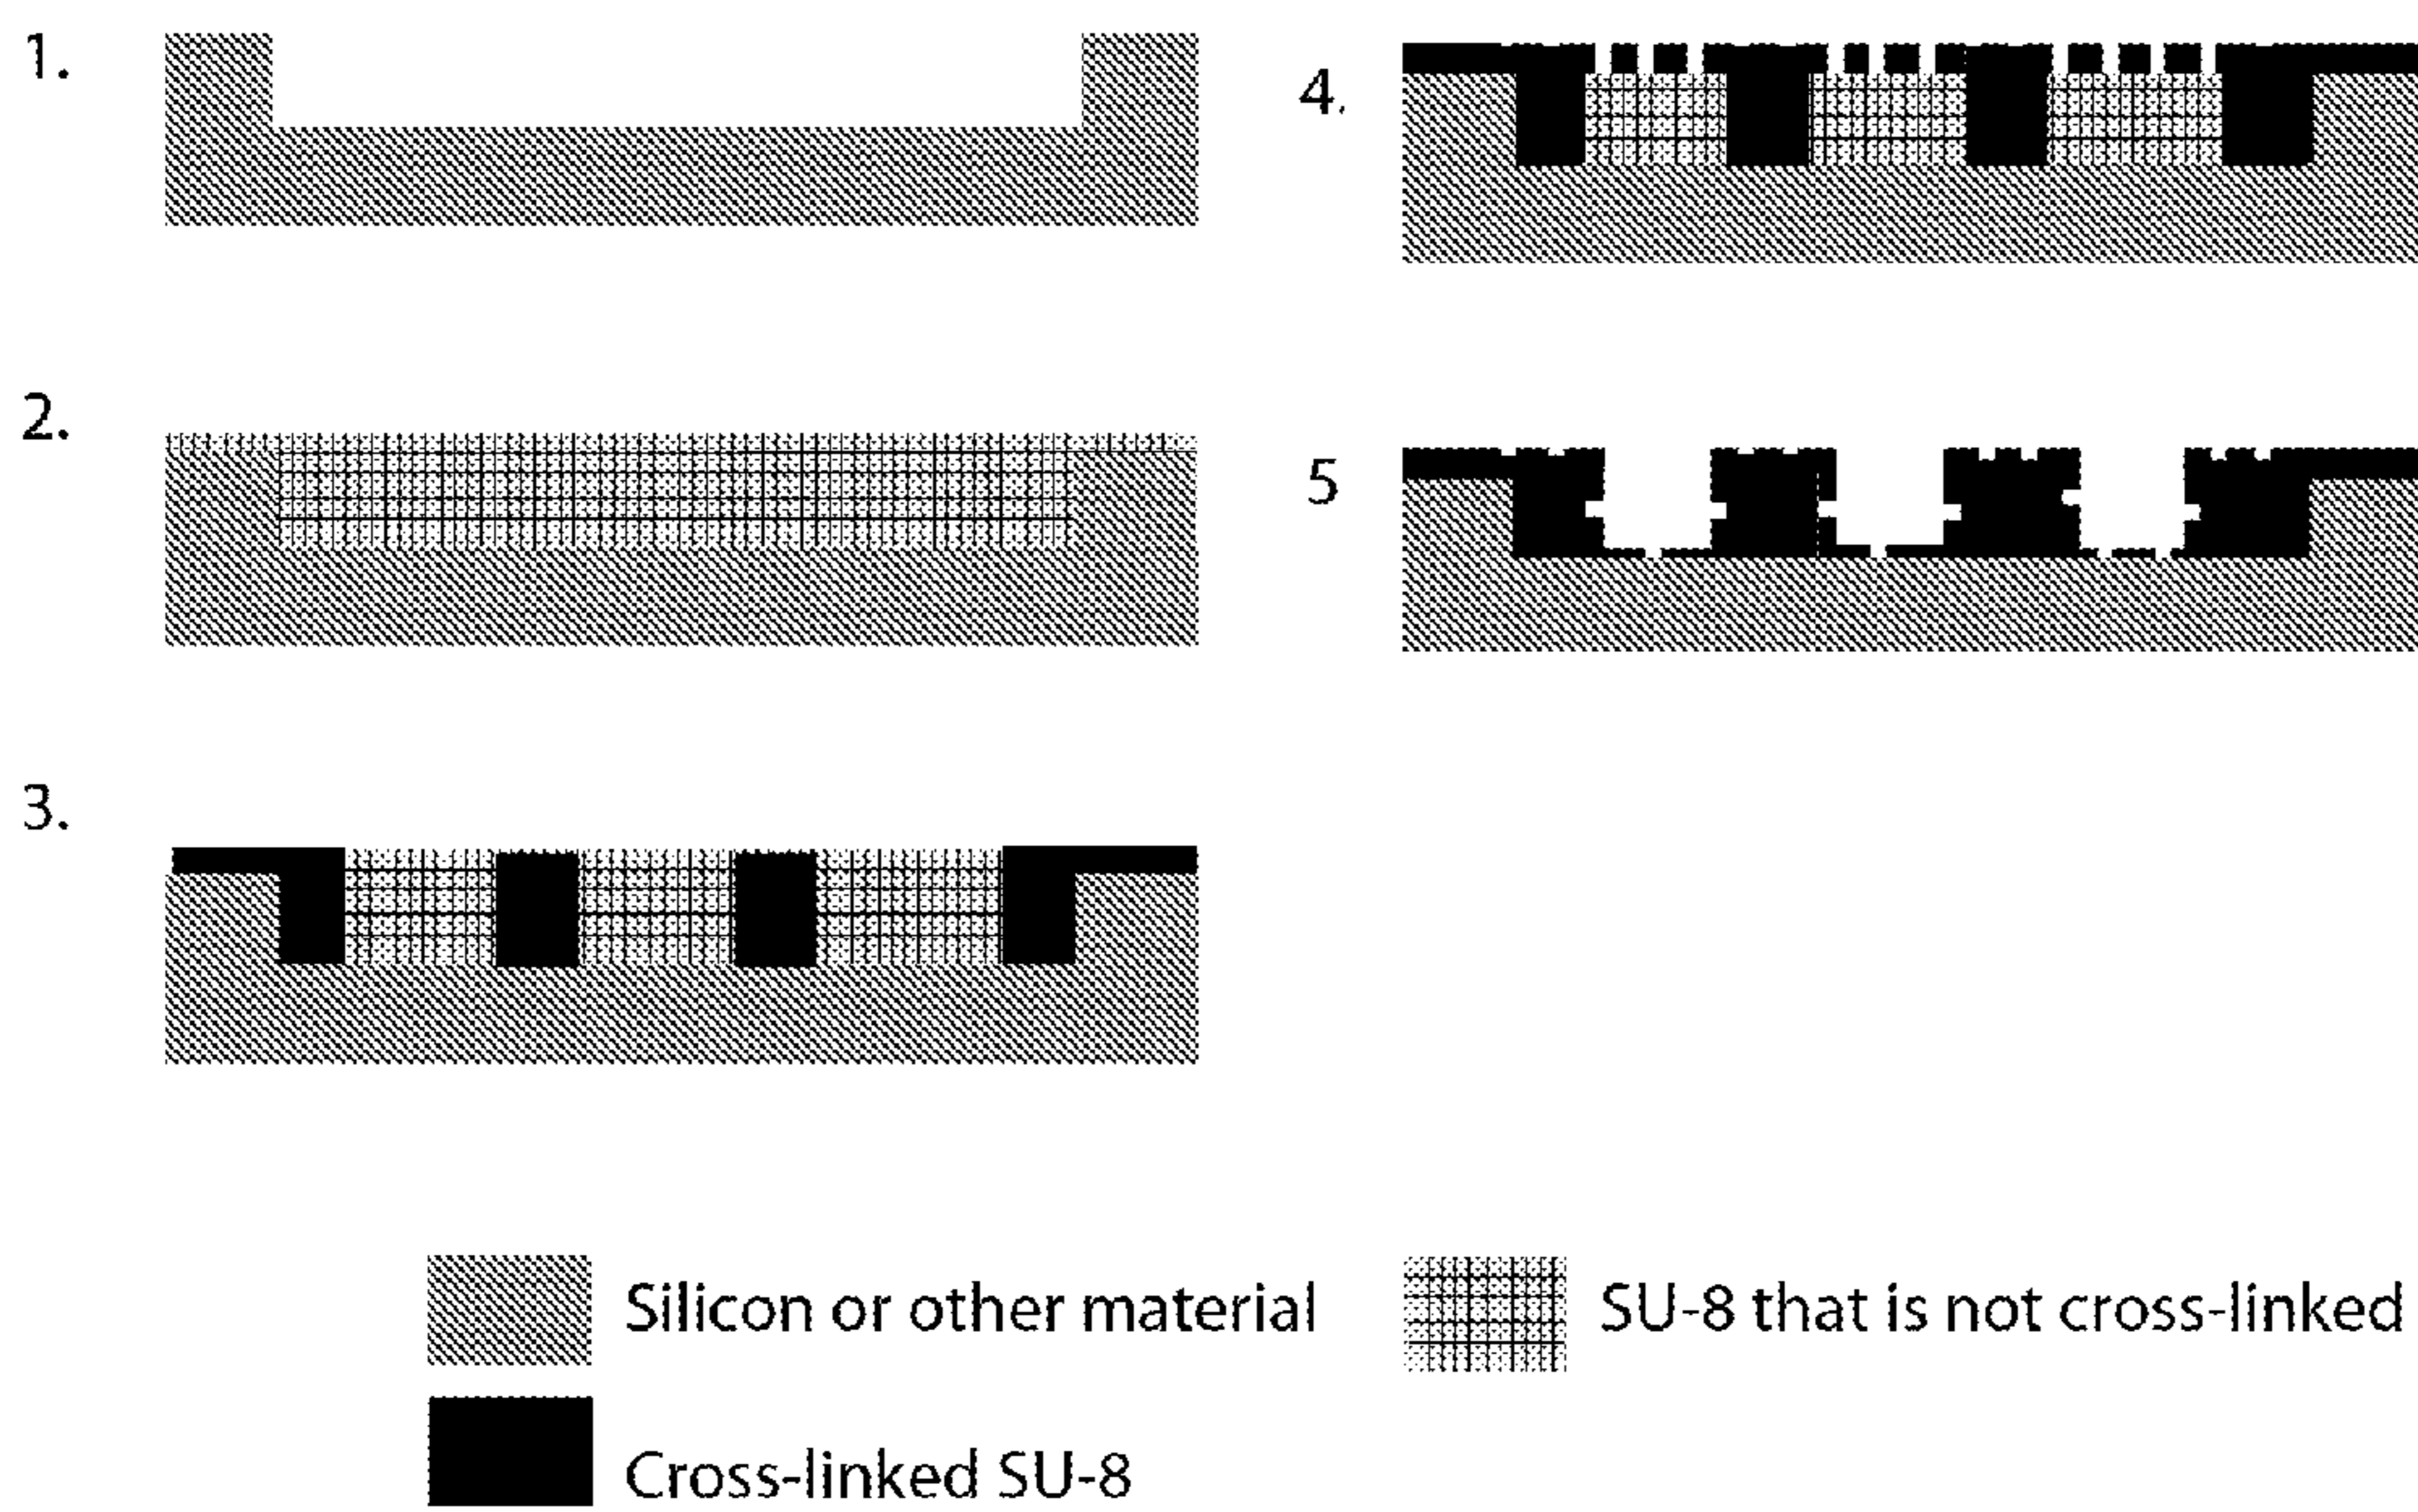 1.
2.
3.
4.
5
Silicon or other material
SU-8 that is not cross-linked
Cross-linked SU-8